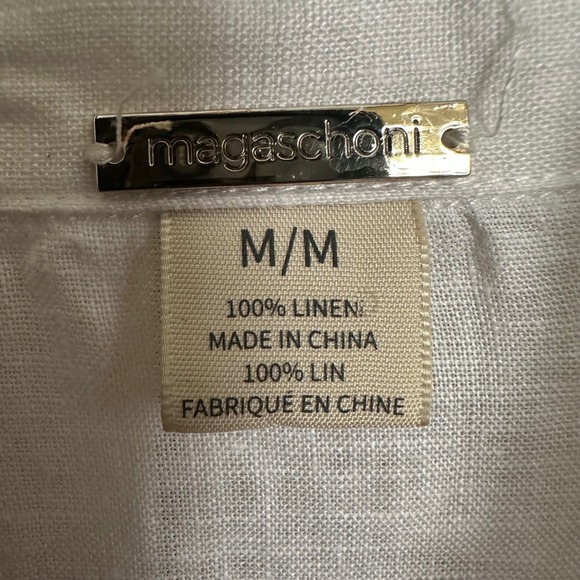 magaschoni
M/M
100% LINEN
MADE IN CHINA
100% LIN
FABRIQUÉ EN CHINE